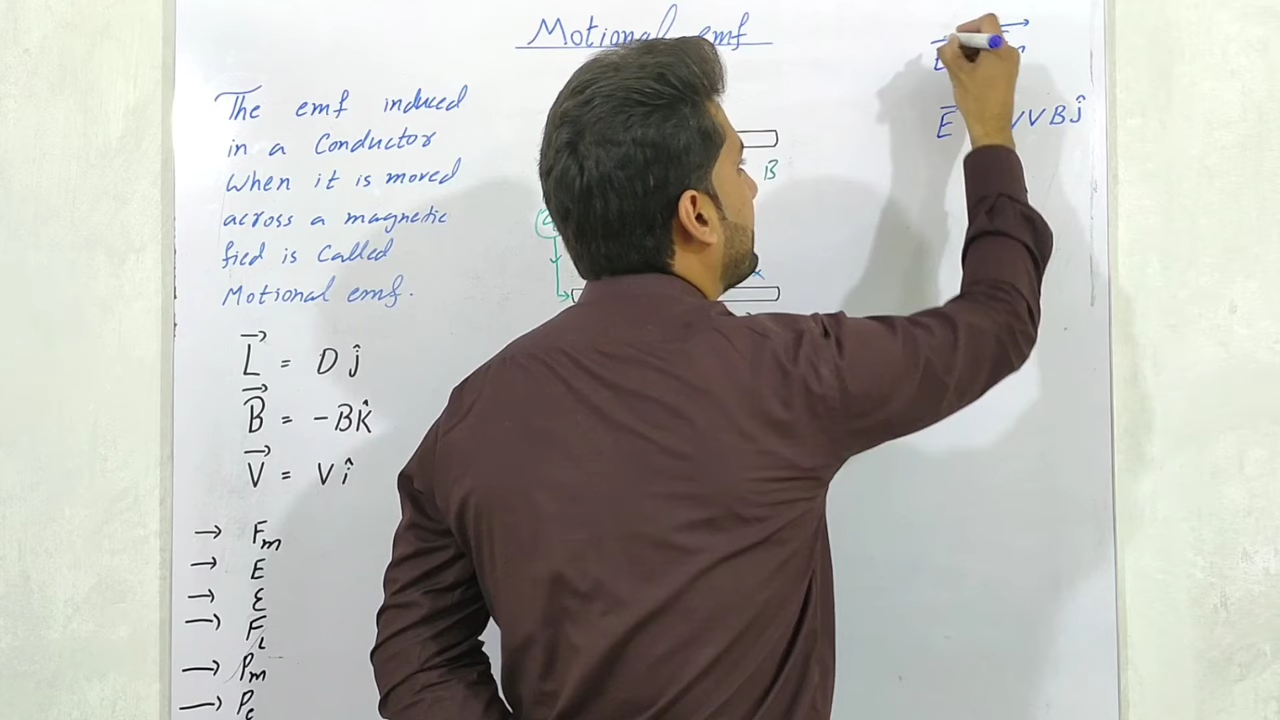 Motional emf
The emf induced
in a Conductor
when it is moved
across a magnetic
fied is Called
Motional emf.
L⃗ = D ĵ
B⃗ = -B K̂
V⃗ = V î
→ Fm
→ E
→ ε
→ FL
→ Pm
→ Pe
B
x
E⃗ VB ĵ